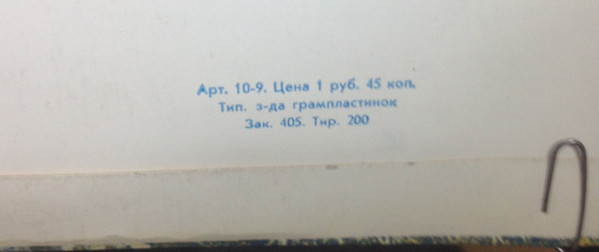 Арт. 10-9. Цена 1 руб. 45 коп.
Тип. з-да грампластинок
Зак. 405. Тир. 200